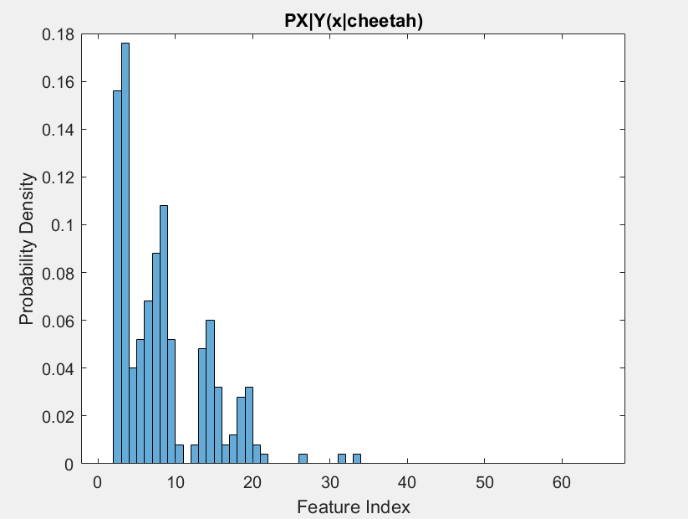 PX|Y(x|cheetah)
0.18
0.16
0.14
0.12
0.1
0.08
0.06
0.04
0.02
0
Probability Density
0 10 20 30 40 50 60
Feature Index